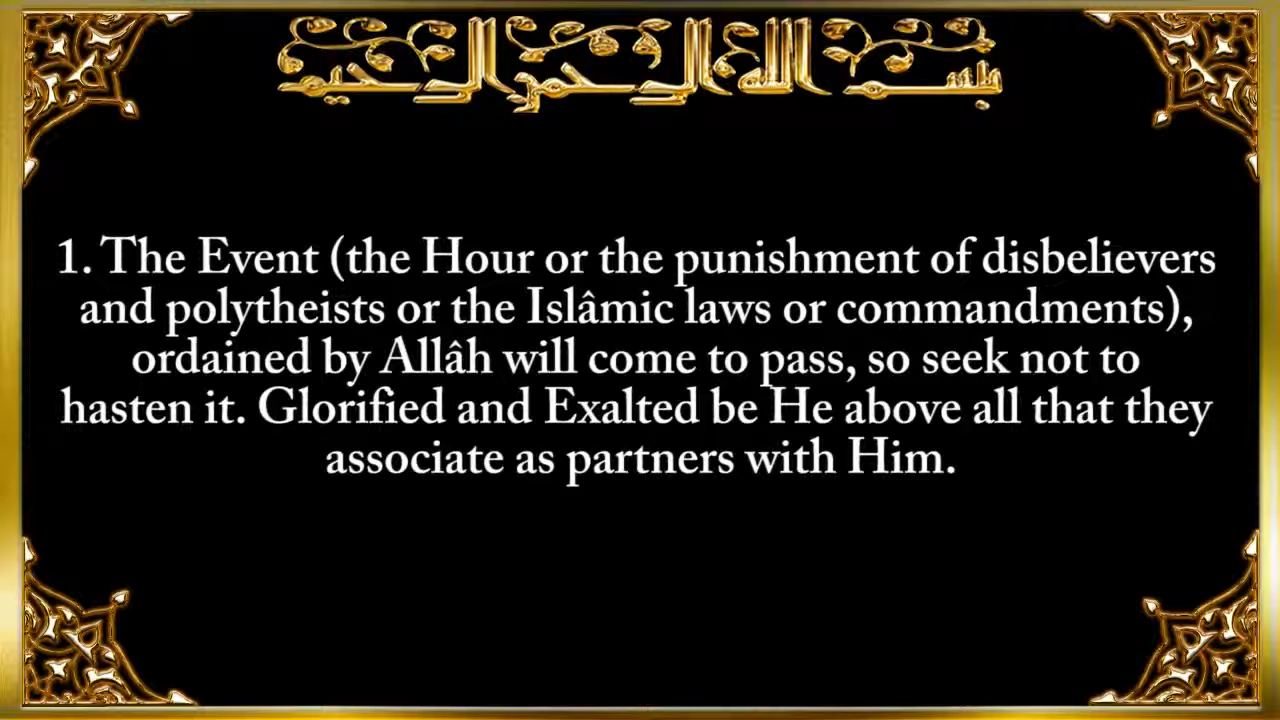 بسم الله الرحمن الرحيم
1. The Event (the Hour or the punishment of disbelievers
and polytheists or the Islâmic laws or commandments),
ordained by Allâh will come to pass, so seek not to
hasten it. Glorified and Exalted be He above all that they
associate as partners with Him.